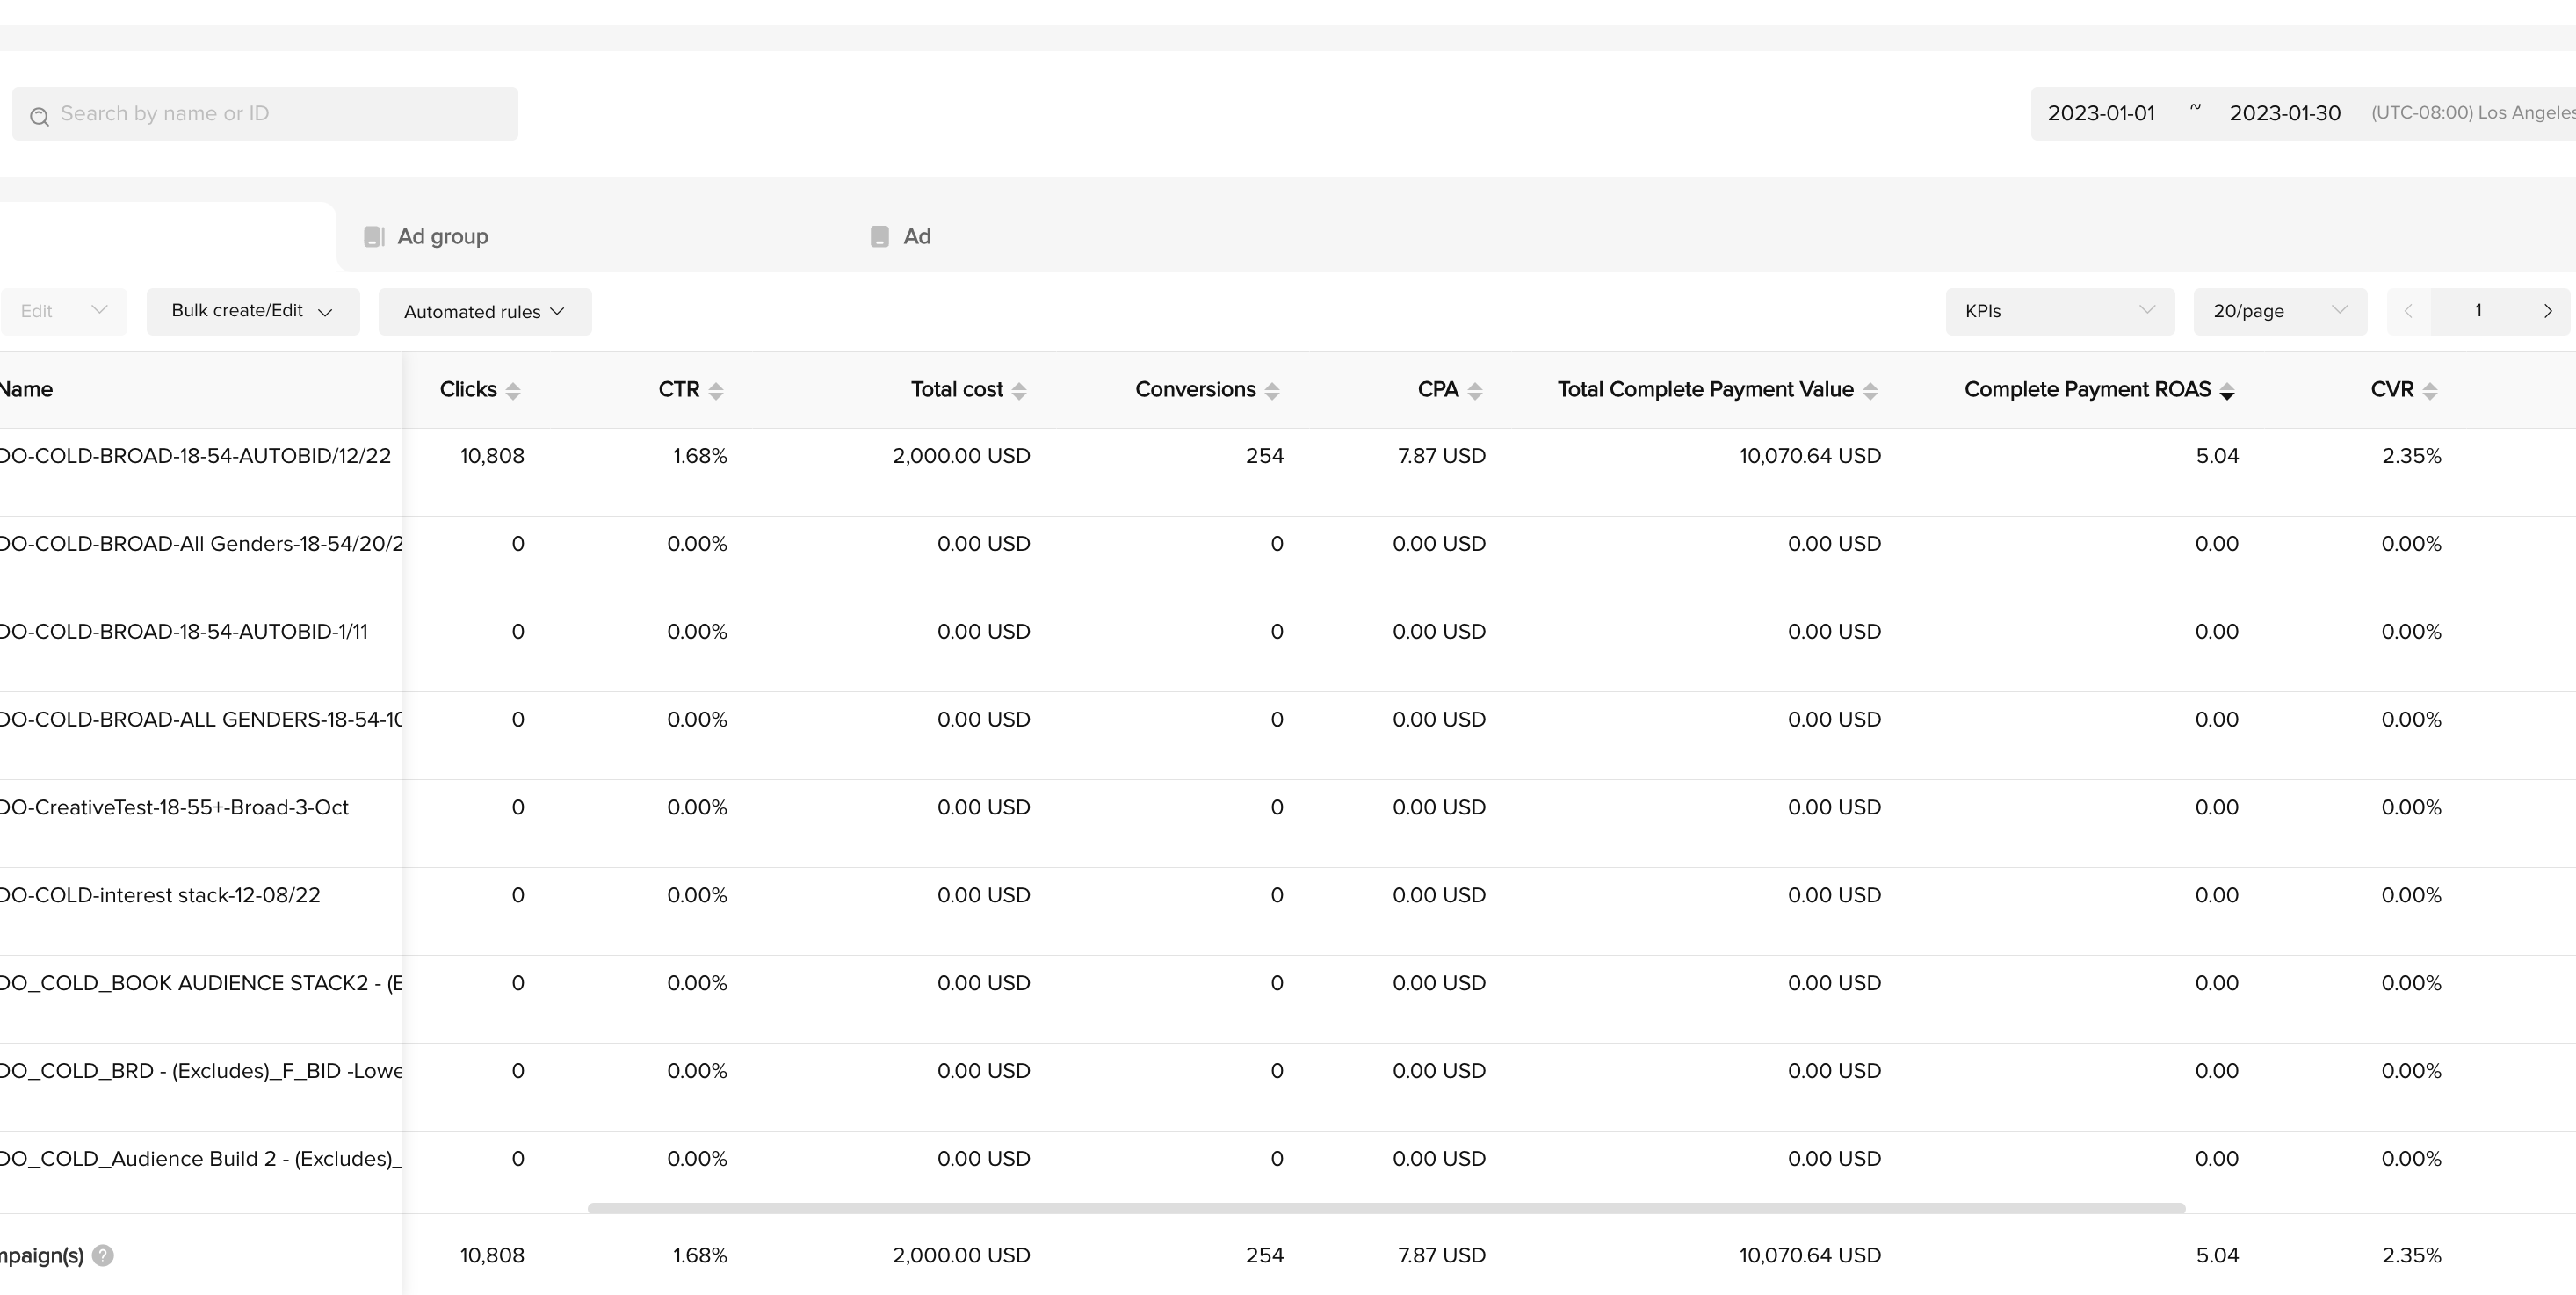 Search by name or ID
2023-01-01 ~ 2023-01-30 (UTC-08:00) Los Angeles
Ad group Ad
Edit Bulk create/Edit Automated rules KPIs 20/page 1
Name Clicks CTR Total cost Conversions CPA Total Complete Payment Value Complete Payment ROAS CVR
DO-COLD-BROAD-18-54-AUTOBID/12/22 10,808 1.68% 2,000.00 USD 254 7.87 USD 10,070.64 USD 5.04 2.35%
DO-COLD-BROAD-All Genders-18-54/20/2 0 0.00% 0.00 USD 0 0.00 USD 0.00 USD 0.00 0.00%
DO-COLD-BROAD-18-54-AUTOBID-1/11 0 0.00% 0.00 USD 0 0.00 USD 0.00 USD 0.00 0.00%
DO-COLD-BROAD-ALL GENDERS-18-54-10 0 0.00% 0.00 USD 0 0.00 USD 0.00 USD 0.00 0.00%
DO-CreativeTest-18-55+-Broad-3-Oct 0 0.00% 0.00 USD 0 0.00 USD 0.00 USD 0.00 0.00%
DO-COLD-interest stack-12-08/22 0 0.00% 0.00 USD 0 0.00 USD 0.00 USD 0.00 0.00%
DO_COLD_BOOK AUDIENCE STACK2 - (E 0 0.00% 0.00 USD 0 0.00 USD 0.00 USD 0.00 0.00%
DO_COLD_BRD - (Excludes)_F_BID -Lowe 0 0.00% 0.00 USD 0 0.00 USD 0.00 USD 0.00 0.00%
DO_COLD_Audience Build 2 - (Excludes)_ 0 0.00% 0.00 USD 0 0.00 USD 0.00 USD 0.00 0.00%
mpaign(s) ? 10,808 1.68% 2,000.00 USD 254 7.87 USD 10,070.64 USD 5.04 2.35%